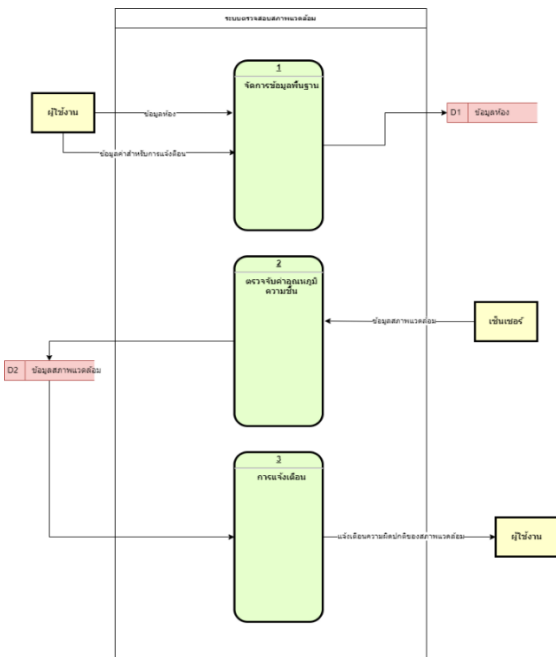 ระบบตรวจสอบสภาพแวดล้อม
1
จัดการข้อมูลพื้นฐาน
ผู้ใช้งาน
ข้อมูลห้อง
D1 ข้อมูลห้อง
ข้อมูลค่าสำหรับการแจ้งเตือน
2
ตรวจจับค่าอุณหภูมิ
ความชื้น
ข้อมูลสภาพแวดล้อม
เซ็นเซอร์
D2 ข้อมูลสภาพแวดล้อม
3
การแจ้งเตือน
แจ้งเตือนความผิดปกติของสภาพแวดล้อม
ผู้ใช้งาน